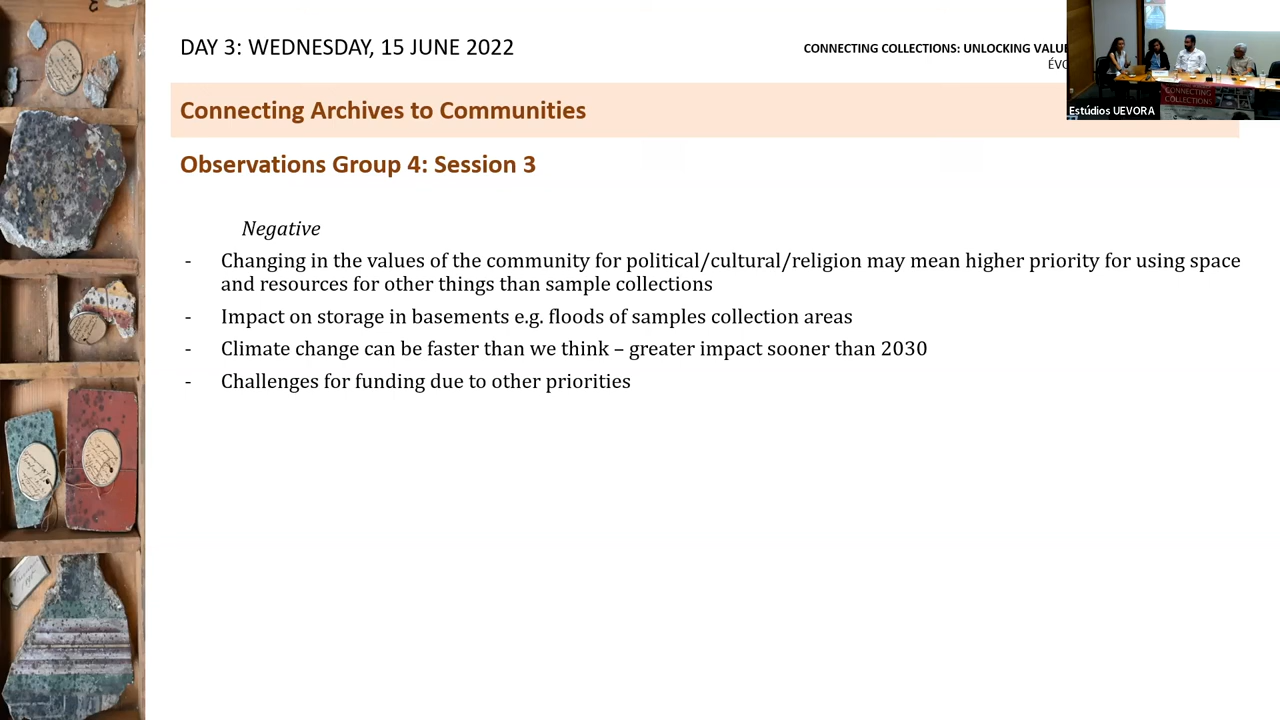 DAY 3: WEDNESDAY, 15 JUNE 2022
CONNECTING COLLECTIONS: UNLOCKING VALUE
Connecting Archives to Communities
CONNECTING
COLLECTIONS
Estúdios UEVORA
Observations Group 4: Session 3
Negative
- Changing in the values of the community for political/cultural/religion may mean higher priority for using space
and resources for other things than sample collections
- Impact on storage in basements e.g. floods of samples collection areas
- Climate change can be faster than we think – greater impact sooner than 2030
- Challenges for funding due to other priorities